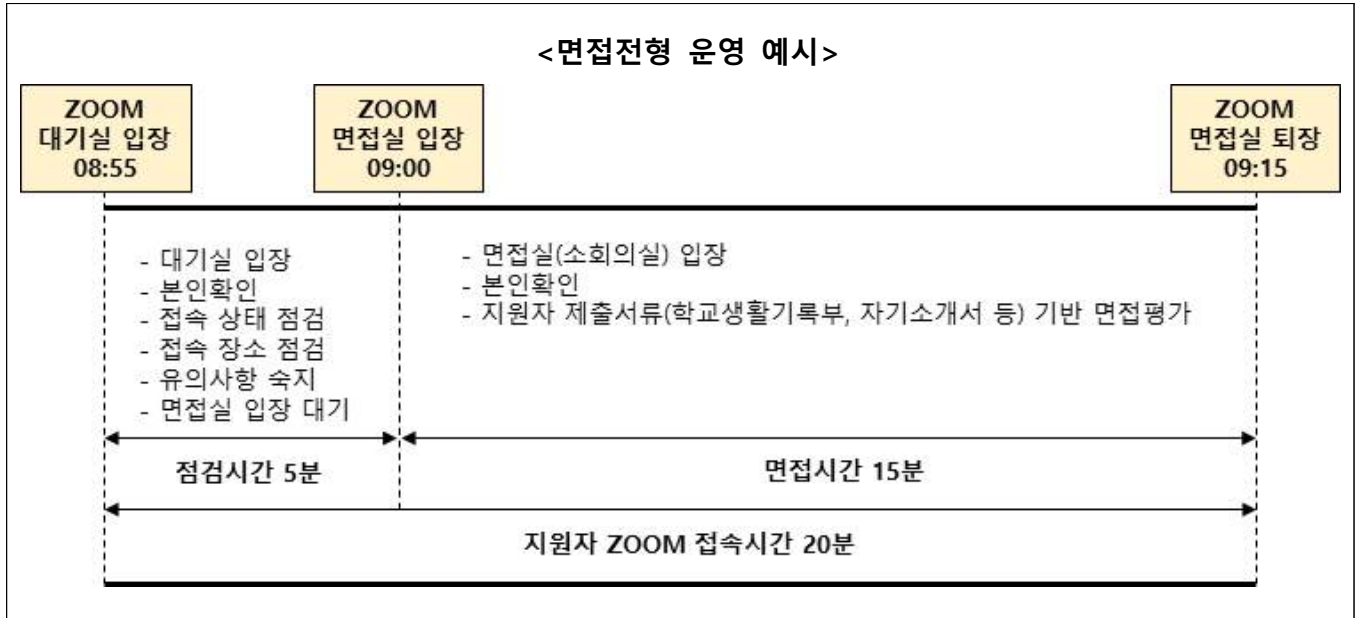 <면접전형 운영 예시>
ZOOM
대기실 입장
08:55
ZOOM
면접실 입장
09:00
ZOOM
면접실 퇴장
09:15
- 대기실 입장
- 본인확인
- 접속 상태 점검
- 접속 장소 점검
- 유의사항 숙지
- 면접실 입장 대기
- 면접실(소회의실) 입장
- 본인확인
- 지원자 제출서류(학교생활기록부, 자기소개서 등) 기반 면접평가
점검시간 5분
면접시간 15분
지원자 ZOOM 접속시간 20분